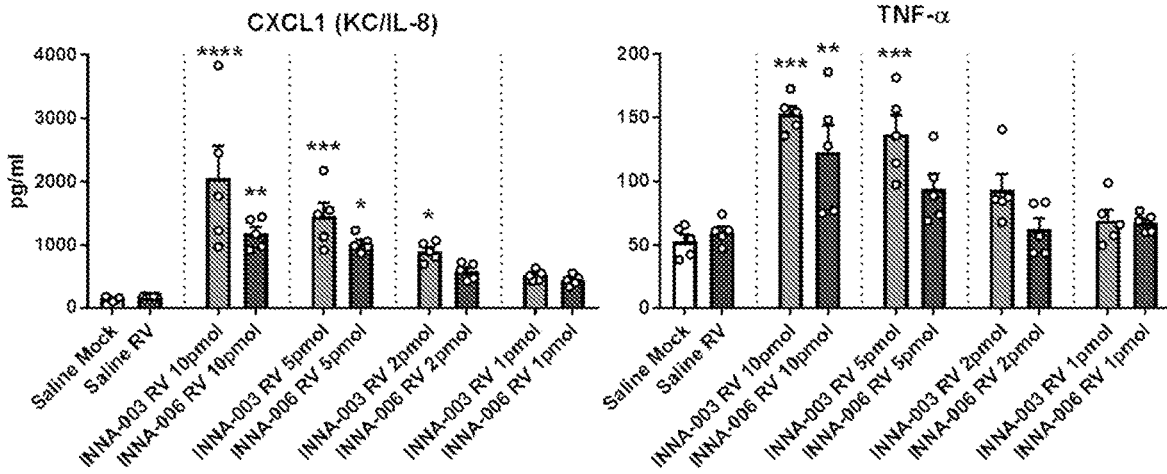 CXCL1 (KC/IL-8)
pg/ml
4000
3000
2000
1000
0
****
**
***
*
*
Saline Mock
Saline RV
INNA-003 RV 10pmol
INNA-006 RV 10pmol
INNA-003 RV 5pmol
INNA-006 RV 5pmol
INNA-003 RV 2pmol
INNA-006 RV 2pmol
INNA-003 RV 1pmol
INNA-006 RV 1pmol
TNF-α
200
150
100
50
0
***
**
***
Saline Mock
Saline RV
INNA-003 RV 10pmol
INNA-006 RV 10pmol
INNA-003 RV 5pmol
INNA-006 RV 5pmol
INNA-003 RV 2pmol
INNA-006 RV 2pmol
INNA-003 RV 1pmol
INNA-006 RV 1pmol